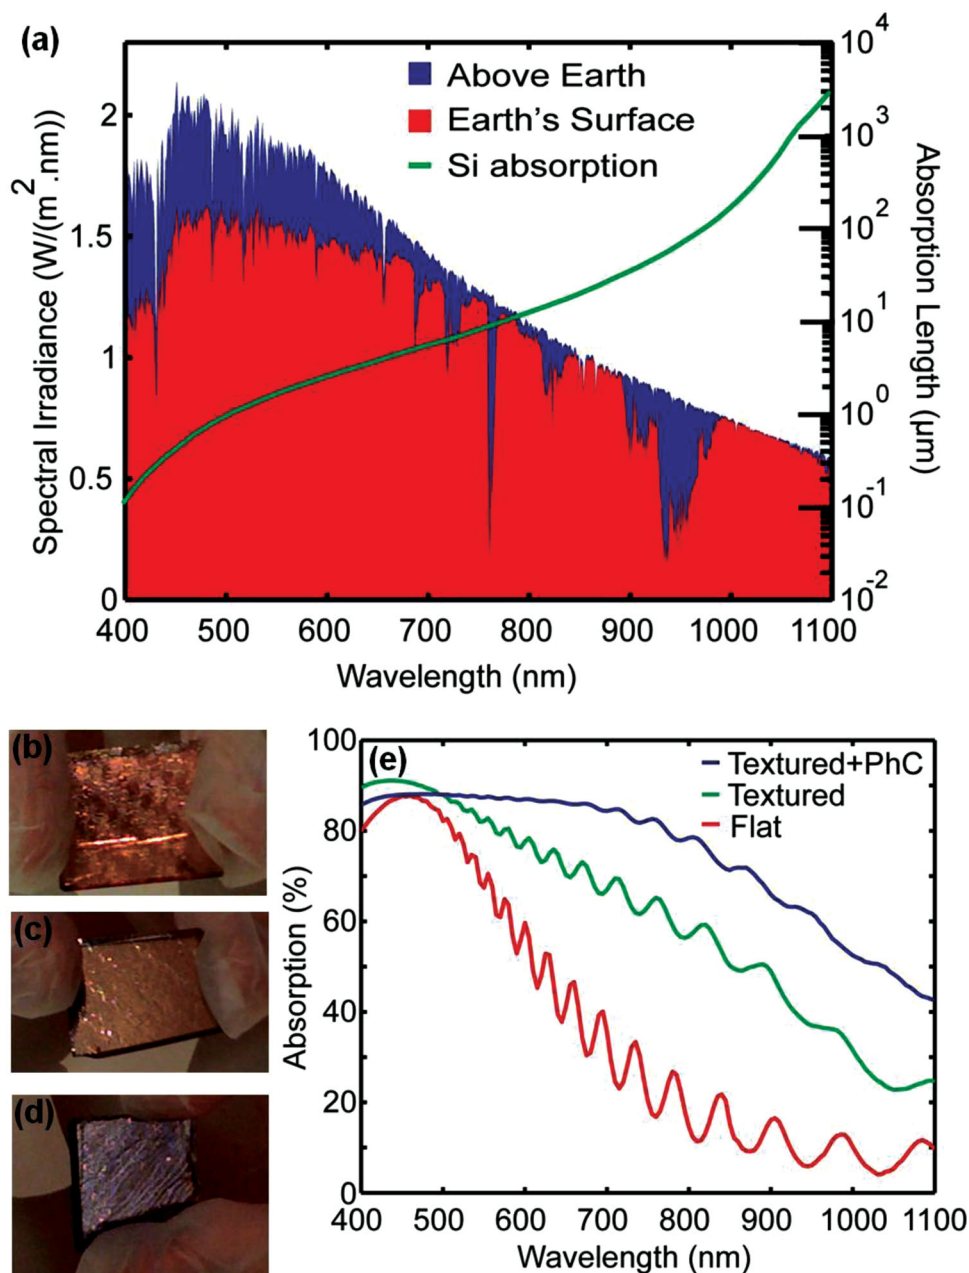 (a)
Above Earth
Earth's Surface
Si absorption
Spectral Irradiance (W/(m².nm))
2
1.5
1
0.5
0
10⁴
10³
10²
10¹
10⁰
10⁻¹
10⁻²
Absorption Length (µm)
400 500 600 700 800 900 1000 1100
Wavelength (nm)
(b)
(c)
(d)
(e)
Textured+PhC
Textured
Flat
Absorption (%)
100
80
60
40
20
0
400 500 600 700 800 900 1000 1100
Wavelength (nm)